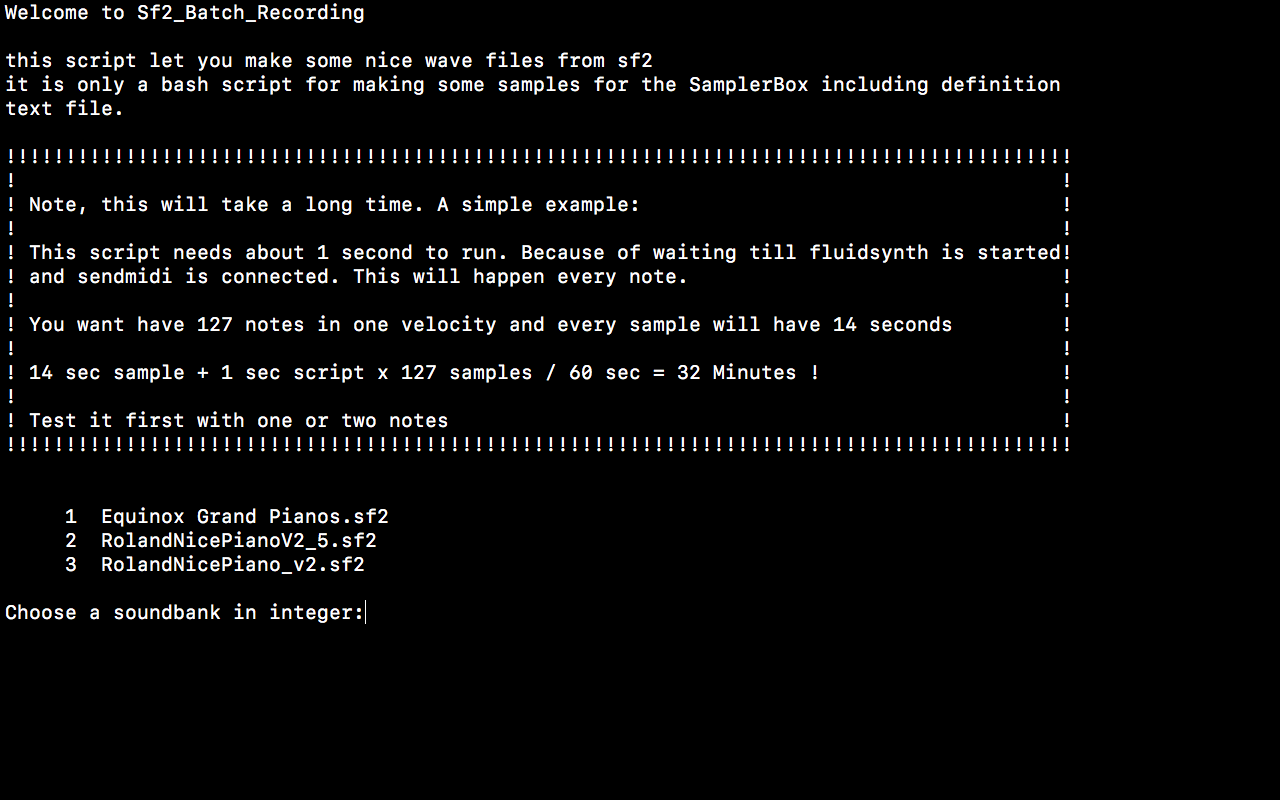 Welcome to Sf2_Batch_Recording
this script let you make some nice wave files from sf2
it is only a bash script for making some samples for the SamplerBox including definition
text file.
!!!!!!!!!!!!!!!!!!!!!!!!!!!!!!!!!!!!!!!!!!!!!!!!!!!!!!!!!!!!!!!!!!!!!!!!!!!!!!!!!!!!!!!!!
! !
! Note, this will take a long time. A simple example: !
! !
! This script needs about 1 second to run. Because of waiting till fluidsynth is started!
! and sendmidi is connected. This will happen every note. !
! !
! You want have 127 notes in one velocity and every sample will have 14 seconds !
! !
! 14 sec sample + 1 sec script x 127 samples / 60 sec = 32 Minutes ! !
! !
! Test it first with one or two notes !
!!!!!!!!!!!!!!!!!!!!!!!!!!!!!!!!!!!!!!!!!!!!!!!!!!!!!!!!!!!!!!!!!!!!!!!!!!!!!!!!!!!!!!!!!
1 Equinox Grand Pianos.sf2
2 RolandNicePianoV2_5.sf2
3 RolandNicePiano_v2.sf2
Choose a soundbank in integer: